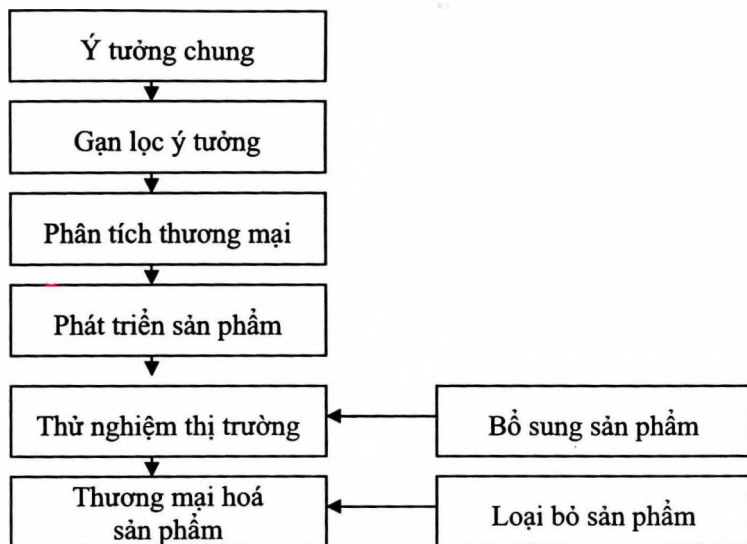 Ý tưởng chung
Gạn lọc ý tưởng
Phân tích thương mại
Phát triển sản phẩm
Thử nghiệm thị trường
Bổ sung sản phẩm
Thương mại hoá
sản phẩm
Loại bỏ sản phẩm